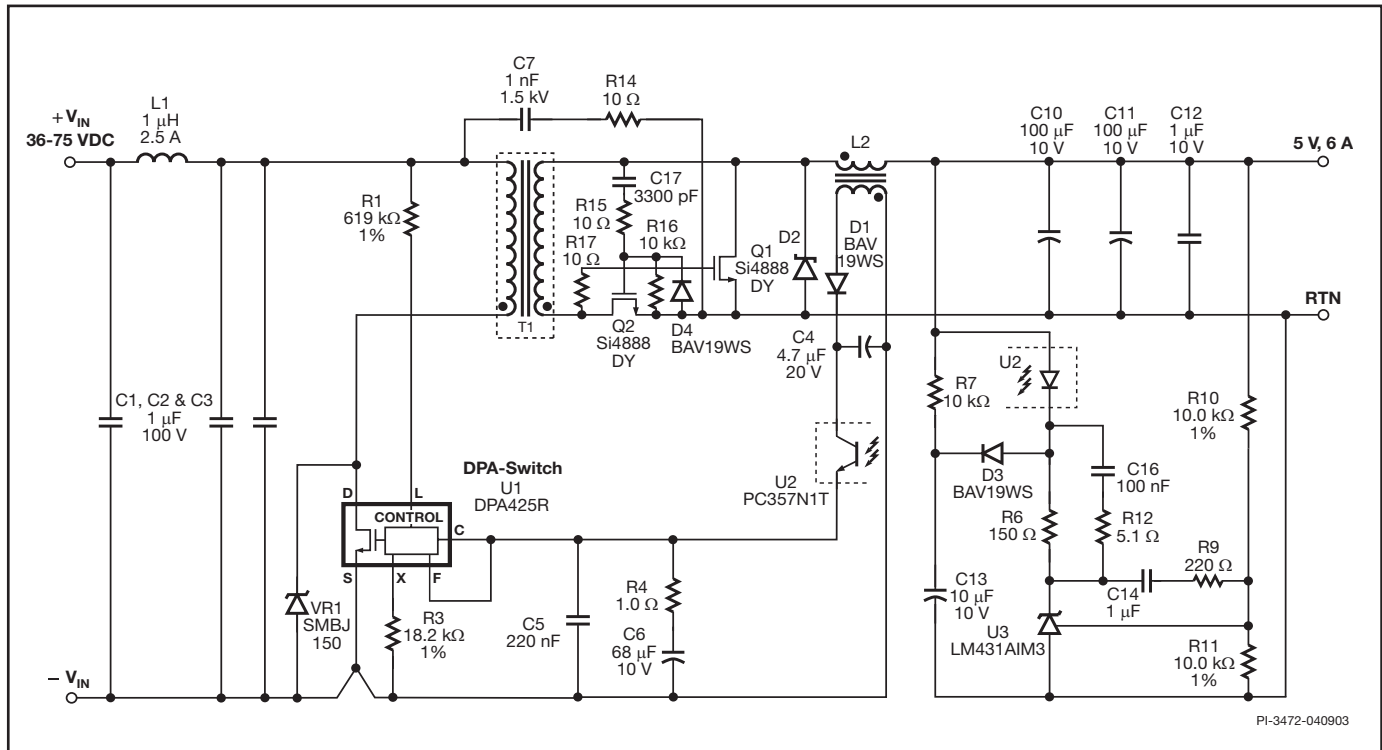 C7
1 nF
1.5 kV
R14
10 Ω
+ VIN
36-75 VDC
L1
1 µH
2.5 A
C10
100 µF
10 V
C11
100 µF
10 V
C12
1 µF
10 V
L2
5 V, 6 A
R1
619 kΩ
1%
C17
3300 pF
R15
10 Ω
R16
10 kΩ
R17
10 Ω
Q1
Si4888
DY
D2
D1
BAV
19WS
RTN
T1
Q2
Si4888
DY
D4
BAV19WS
C4
4.7 µF
20 V
U2
R7
10 kΩ
R10
10.0 kΩ
1%
C1, C2 & C3
1 µF
100 V
DPA-Switch
U1
DPA425R
U2
PC357N1T
D3
BAV19WS
C16
100 nF
R6
150 Ω
R12
5.1 Ω
D
L
CONTROL
C
S
X
F
R9
220 Ω
C14
1 µF
C13
10 µF
10 V
VR1
SMBJ
150
R3
18.2 kΩ
1%
C5
220 nF
R4
1.0 Ω
C6
68 µF
10 V
U3
LM431AIM3
R11
10.0 kΩ
1%
− VIN
PI-3472-040903